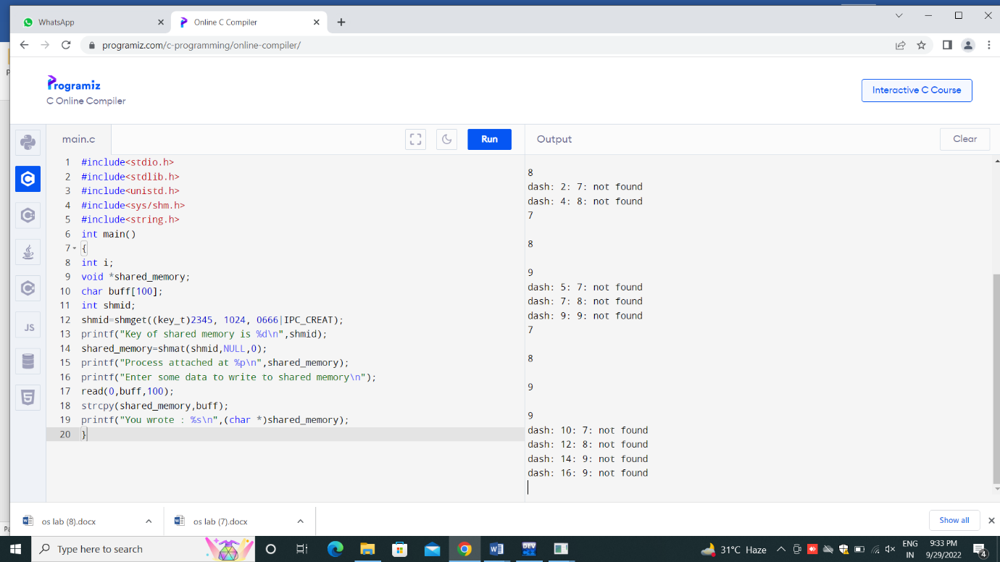 WhatsApp
Online C Compiler
programiz.com/c-programming/online-compiler/
Programiz
C Online Compiler
Interactive C Course
main.c
Run
Output
Clear
1 #include<stdio.h>
2 #include<stdlib.h>
3 #include<unistd.h>
4 #include<sys/shm.h>
5 #include<string.h>
6 int main()
7 {
8 int i;
9 void *shared_memory;
10 char buff[100];
11 int shmid;
12 shmid=shmget((key_t)2345, 1024, 0666|IPC_CREAT);
13 printf("Key of shared memory is %d\n",shmid);
14 shared_memory=shmat(shmid,NULL,0);
15 printf("Process attached at %p\n",shared_memory);
16 printf("Enter some data to write to shared memory\n");
17 read(0,buff,100);
18 strcpy(shared_memory,buff);
19 printf("You wrote : %s\n",(char *)shared_memory);
20 }
8
dash: 2: 7: not found
dash: 4: 8: not found
7
8
9
dash: 5: 7: not found
dash: 7: 8: not found
dash: 9: 9: not found
7
8
9
9
dash: 10: 7: not found
dash: 12: 8: not found
dash: 14: 9: not found
dash: 16: 9: not found
JS
os lab (8).docx
os lab (7).docx
Show all
Type here to search
DEV
31°C Haze
ENG
IN
9:33 PM
9/29/2022
4